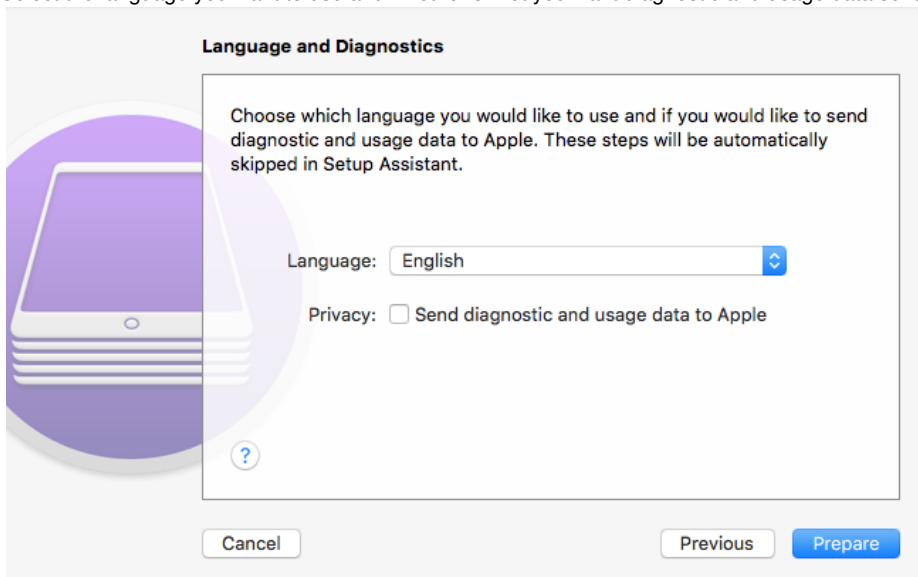 Language and Diagnostics
Choose which language you would like to use and if you would like to send
diagnostic and usage data to Apple. These steps will be automatically
skipped in Setup Assistant.
Language: English
Privacy: Send diagnostic and usage data to Apple
?
Cancel Previous Prepare